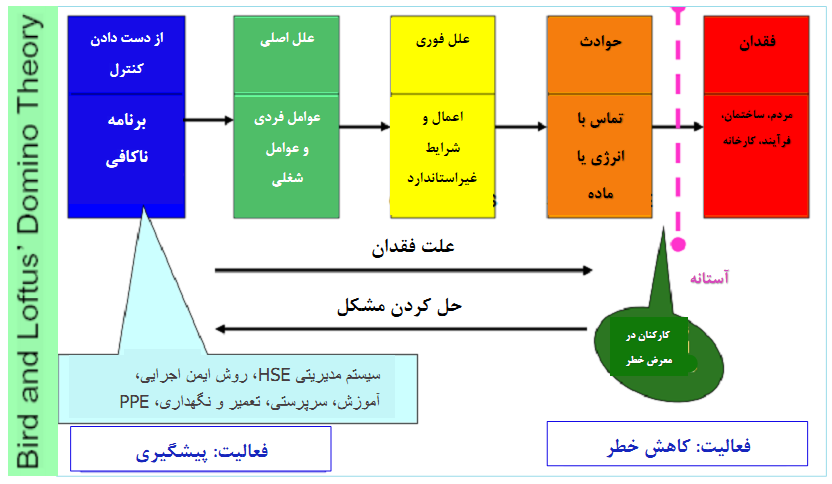 Bird and Loftus' Domino Theory
از دست دادن
کنترل
برنامه
ناکافی
علل اصلی
عوامل فردی
و عوامل
شغلی
علل فوری
اعمال و
شرایط
غیراستاندارد
حوادث
تماس با
انرژی یا
ماده
فقدان
مردم، ساختمان،
فرآیند، کارخانه
علت فقدان
حل کردن مشکل
آستانه
کارکنان در
معرض خطر
سیستم مدیریتی HSE، روش ایمن اجرایی،
آموزش، سرپرستی، تعمیر و نگهداری، PPE
فعالیت: پیشگیری
فعالیت: کاهش خطر